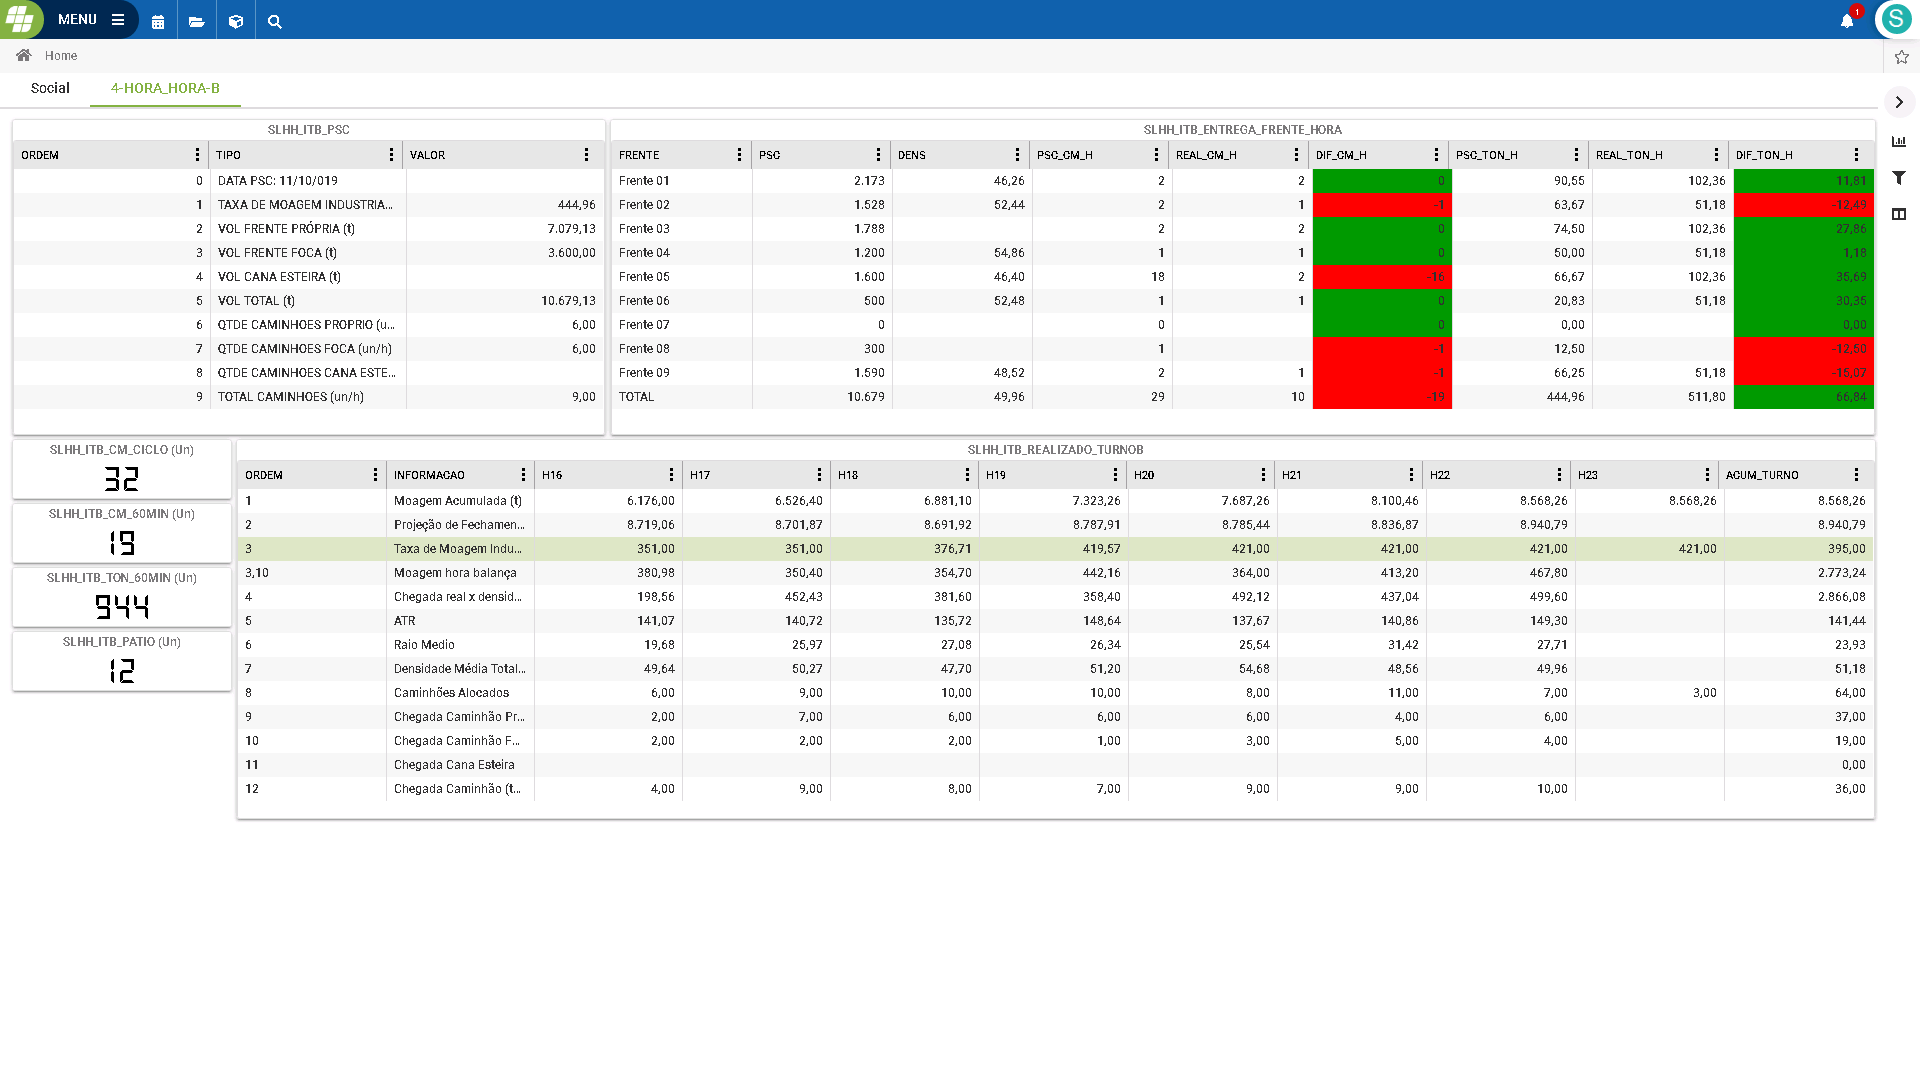 MENU
1
S
Home
Social 4-HORA_HORA-B
SLHH_ITB_PSC
ORDEM TIPO VALOR
0 DATA PSC: 11/10/019
1 TAXA DE MOAGEM INDUSTRIA... 444,96
2 VOL FRENTE PRÓPRIA (t) 7.079,13
3 VOL FRENTE FOCA (t) 3.600,00
4 VOL CANA ESTEIRA (t)
5 VOL TOTAL (t) 10.679,13
6 QTDE CAMINHOES PROPRIO (u... 6,00
7 QTDE CAMINHOES FOCA (un/h) 6,00
8 QTDE CAMINHOES CANA ESTE...
9 TOTAL CAMINHOES (un/h) 9,00
SLHH_ITB_ENTREGA_FRENTE_HORA
FRENTE PSC DENS PSC_CM_H REAL_CM_H DIF_CM_H PSC_TON_H REAL_TON_H DIF_TON_H
Frente 01 2.173 46,26 2 2 0 90,55 102,36 11,81
Frente 02 1.528 52,44 2 1 -1 63,67 51,18 -12,49
Frente 03 1.788 2 2 0 74,50 102,36 27,86
Frente 04 1.200 54,86 1 1 0 50,00 51,18 1,18
Frente 05 1.600 46,40 18 2 -16 66,67 102,36 35,69
Frente 06 500 52,48 1 1 0 20,83 51,18 30,35
Frente 07 0 0 0 0,00 0,00
Frente 08 300 1 -1 12,50 -12,50
Frente 09 1.590 48,52 2 1 -1 66,25 51,18 -15,07
TOTAL 10.679 49,96 29 10 -19 444,96 511,80 66,84
SLHH_ITB_CM_CICLO (Un)
32
SLHH_ITB_CM_60MIN (Un)
19
SLHH_ITB_TON_60MIN (Un)
944
SLHH_ITB_PATIO (Un)
12
SLHH_ITB_REALIZADO_TURNOB
ORDEM INFORMACAO H16 H17 H18 H19 H20 H21 H22 H23 ACUM_TURNO
1 Moagem Acumulada (t) 6.176,00 6.526,40 6.881,10 7.323,26 7.687,26 8.100,46 8.568,26 8.568,26 8.568,26
2 Projeção de Fechamen... 8.719,06 8.701,87 8.691,92 8.787,91 8.785,44 8.836,87 8.940,79 8.940,79
3 Taxa de Moagem Indu... 351,00 351,00 376,71 419,57 421,00 421,00 421,00 421,00 395,00
3,10 Moagem hora balança 380,98 350,40 354,70 442,16 364,00 413,20 467,80 2.773,24
4 Chegada real x densid... 198,56 452,43 381,60 358,40 492,12 437,04 499,60 2.866,08
5 ATR 141,07 140,72 135,72 148,64 137,67 140,86 149,30 141,44
6 Raio Medio 19,68 25,97 27,08 26,34 25,54 31,42 27,71 23,93
7 Densidade Média Total... 49,64 50,27 47,70 51,20 54,68 48,56 49,96 51,18
8 Caminhões Alocados 6,00 9,00 10,00 10,00 8,00 11,00 7,00 3,00 64,00
9 Chegada Caminhão Pr... 2,00 7,00 6,00 6,00 6,00 4,00 6,00 37,00
10 Chegada Caminhão F... 2,00 2,00 2,00 1,00 3,00 5,00 4,00 19,00
11 Chegada Cana Esteira 0,00
12 Chegada Caminhão (t... 4,00 9,00 8,00 7,00 9,00 9,00 10,00 36,00